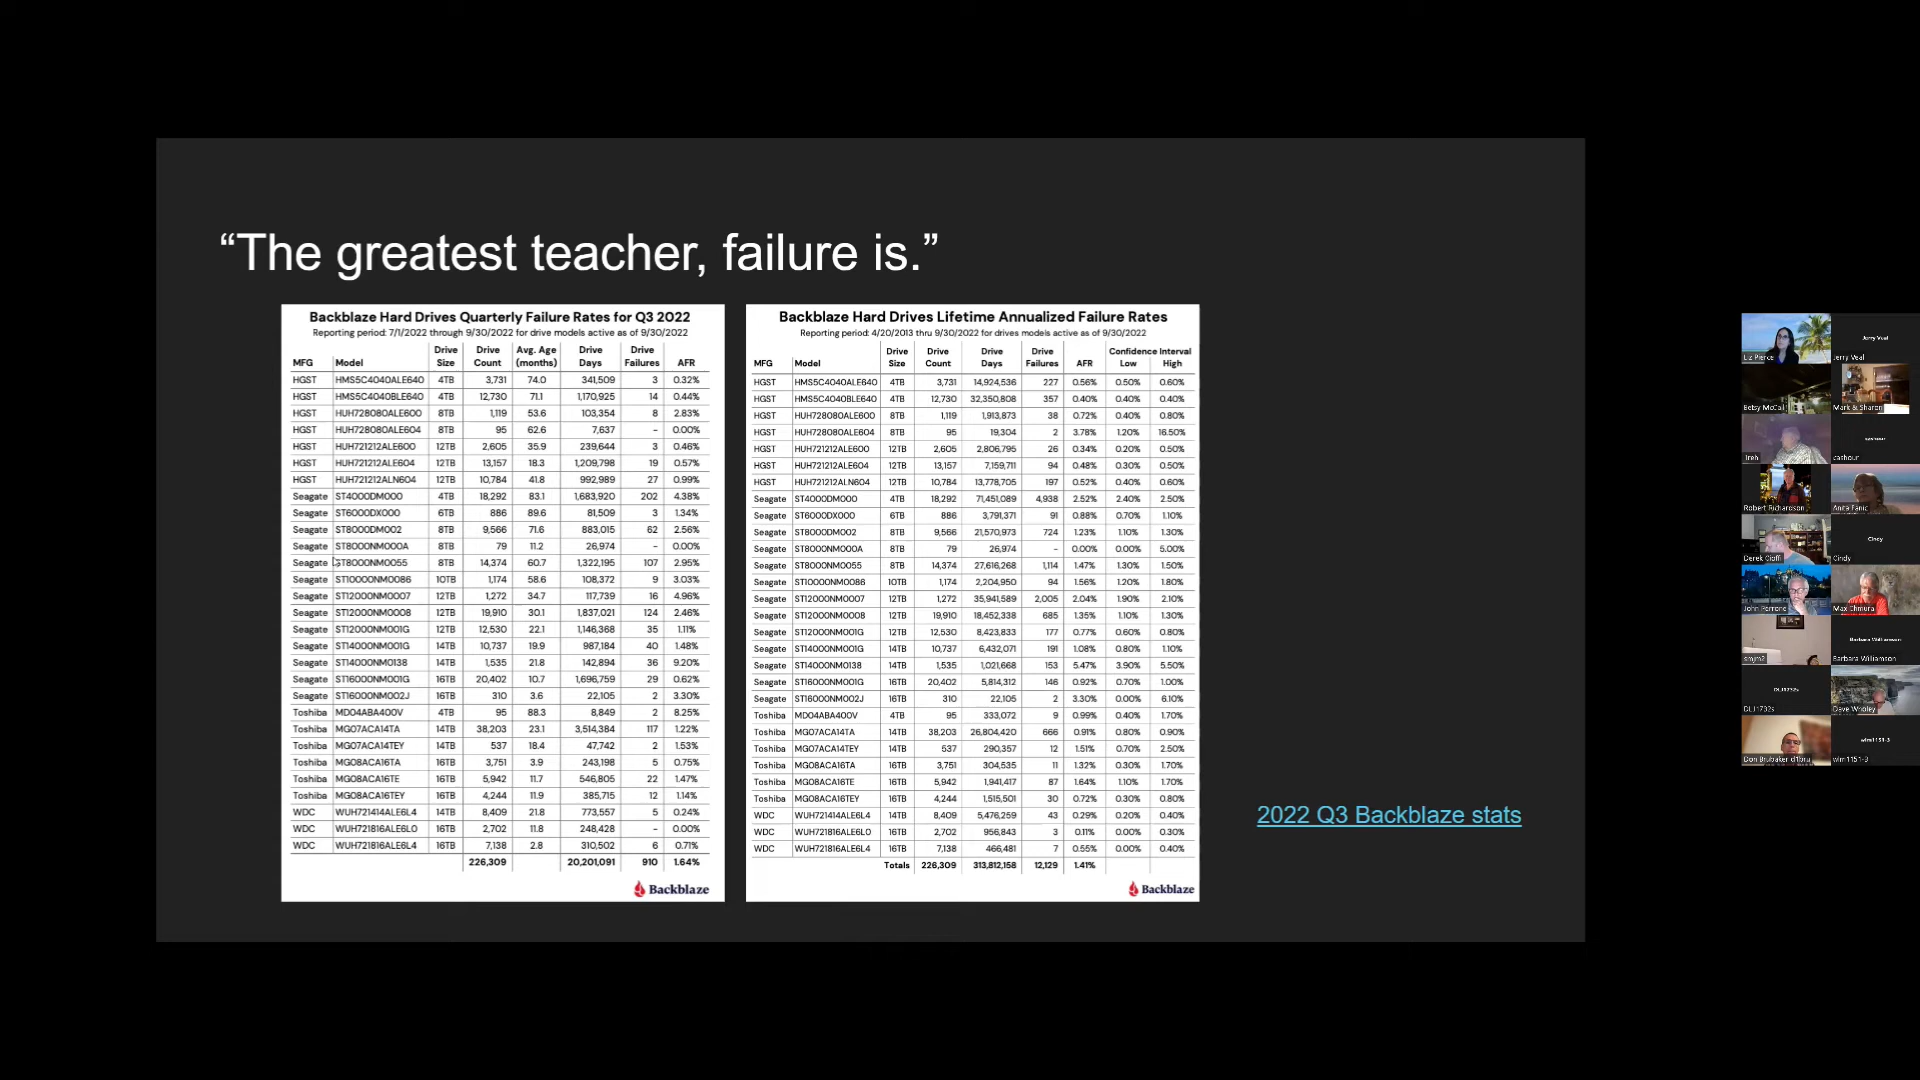 “The greatest teacher, failure is.”
Backblaze Hard Drives Quarterly Failure Rates for Q3 2022
Reporting period: 7/1/2022 through 9/30/2022 for drive models active as of 9/30/2022
MFG Model Drive Size Drive Count Avg. Age (months) Drive Days Drive Failures AFR
HGST HMS5C4040ALE640 4TB 3,731 74.0 341,509 3 0.32%
HGST HMS5C4040BLE640 4TB 12,730 71.1 1,170,925 14 0.44%
HGST HUH728080ALE600 8TB 1,119 53.6 103,354 8 2.83%
HGST HUH728080ALE604 8TB 95 62.6 7,637 - 0.00%
HGST HUH721212ALE600 12TB 2,605 35.9 239,644 3 0.46%
HGST HUH721212ALE604 12TB 13,157 18.3 1,209,798 19 0.57%
HGST HUH721212ALN604 12TB 10,784 41.8 992,989 27 0.99%
Seagate ST4000DM000 4TB 18,292 83.1 1,683,920 202 4.38%
Seagate ST6000DX000 6TB 886 89.6 81,509 3 1.34%
Seagate ST8000DM002 8TB 9,566 71.6 883,015 62 2.56%
Seagate ST8000NM000A 8TB 79 11.2 26,974 - 0.00%
Seagate ST8000NM0055 8TB 14,374 60.7 1,322,195 107 2.95%
Seagate ST10000NM0086 10TB 1,174 58.6 108,372 9 3.03%
Seagate ST12000NM0007 12TB 1,272 34.7 117,739 16 4.96%
Seagate ST12000NM0008 12TB 19,910 30.1 1,837,021 124 2.46%
Seagate ST12000NM001G 12TB 12,530 22.1 1,146,368 35 1.11%
Seagate ST14000NM001G 14TB 10,737 19.9 987,184 40 1.48%
Seagate ST14000NM0138 14TB 1,535 21.8 142,894 36 9.20%
Seagate ST16000NM001G 16TB 20,402 10.7 1,696,759 29 0.62%
Seagate ST16000NM002J 16TB 310 3.6 22,105 2 3.30%
Toshiba MD04ABA400V 4TB 95 88.3 8,849 2 8.25%
Toshiba MG07ACA14TA 14TB 38,203 23.1 3,514,384 117 1.22%
Toshiba MG07ACA14TEY 14TB 537 18.4 47,742 2 1.53%
Toshiba MG08ACA16TA 16TB 3,751 3.9 243,198 5 0.75%
Toshiba MG08ACA16TE 16TB 5,942 11.7 546,805 22 1.47%
Toshiba MG08ACA16TEY 16TB 4,244 11.9 385,715 12 1.14%
WDC WUH721414ALE6L4 14TB 8,409 21.8 773,557 5 0.24%
WDC WUH721816ALE6L0 16TB 2,702 11.8 248,428 - 0.00%
WDC WUH721816ALE6L4 16TB 7,138 2.8 310,502 6 0.71%
226,309 20,201,091 910 1.64%
Backblaze
Backblaze Hard Drives Lifetime Annualized Failure Rates
Reporting period: 4/20/2013 thru 9/30/2022 for drives models active as of 9/30/2022
MFG Model Drive Size Drive Count Drive Days Drive Failures AFR Confidence Interval Low High
HGST HMS5C4040ALE640 4TB 3,731 14,924,536 227 0.56% 0.50% 0.60%
HGST HMS5C4040BLE640 4TB 12,730 32,350,808 357 0.40% 0.40% 0.40%
HGST HUH728080ALE600 8TB 1,119 1,913,873 38 0.72% 0.40% 0.80%
HGST HUH728080ALE604 8TB 95 19,304 2 3.78% 1.20% 16.50%
HGST HUH721212ALE600 12TB 2,605 2,806,795 26 0.34% 0.20% 0.50%
HGST HUH721212ALE604 12TB 13,157 7,159,711 94 0.48% 0.30% 0.50%
HGST HUH721212ALN604 12TB 10,784 13,778,705 197 0.52% 0.40% 0.60%
Seagate ST4000DM000 4TB 18,292 71,451,089 4,938 2.52% 2.40% 2.50%
Seagate ST6000DX000 6TB 886 3,791,371 91 0.88% 0.70% 1.10%
Seagate ST8000DM002 8TB 9,566 21,570,973 724 1.23% 1.10% 1.30%
Seagate ST8000NM000A 8TB 79 26,974 - 0.00% 0.00% 5.00%
Seagate ST8000NM0055 8TB 14,374 27,616,268 1,114 1.47% 1.30% 1.50%
Seagate ST10000NM0086 10TB 1,174 2,204,950 94 1.56% 1.20% 1.80%
Seagate ST12000NM0007 12TB 1,272 35,941,589 2,005 2.04% 1.90% 2.10%
Seagate ST12000NM0008 12TB 19,910 18,452,338 685 1.35% 1.10% 1.30%
Seagate ST12000NM001G 12TB 12,530 8,423,833 177 0.77% 0.60% 0.80%
Seagate ST14000NM001G 14TB 10,737 6,432,071 191 1.08% 0.80% 1.10%
Seagate ST14000NM0138 14TB 1,535 1,021,668 153 5.47% 3.90% 5.50%
Seagate ST16000NM001G 16TB 20,402 5,814,312 146 0.92% 0.70% 1.00%
Seagate ST16000NM002J 16TB 310 22,105 2 3.30% 0.00% 6.10%
Toshiba MD04ABA400V 4TB 95 333,072 9 0.99% 0.40% 1.70%
Toshiba MG07ACA14TA 14TB 38,203 26,804,420 666 0.91% 0.80% 0.90%
Toshiba MG07ACA14TEY 14TB 537 290,357 12 1.51% 0.70% 2.50%
Toshiba MG08ACA16TA 16TB 3,751 304,535 11 1.32% 0.30% 1.70%
Toshiba MG08ACA16TE 16TB 5,942 1,941,417 87 1.64% 1.10% 1.70%
Toshiba MG08ACA16TEY 16TB 4,244 1,515,501 30 0.72% 0.30% 0.80%
WDC WUH721414ALE6L4 14TB 8,409 5,476,259 43 0.29% 0.20% 0.40%
WDC WUH721816ALE6L0 16TB 2,702 956,843 3 0.11% 0.00% 0.30%
WDC WUH721816ALE6L4 16TB 7,138 466,481 7 0.55% 0.00% 0.40%
Totals 226,309 313,812,158 12,129 1.41%
Backblaze
2022 Q3 Backblaze stats
Liz Pierce
Jerry Veal
Jerry Veal
Betsy McCall
Mark & Sharon
cashour
Robert Richardson
Derek Cioffi
Cindy
Cindy
John Perrone
Max Chmura
smjm2
Barbara Williamson
Barbara Williamson
DLJ1732s
DLJ1732s
Dave Whaley
Don Brubaker d1bru
wlm1151-3
wlm1151-3